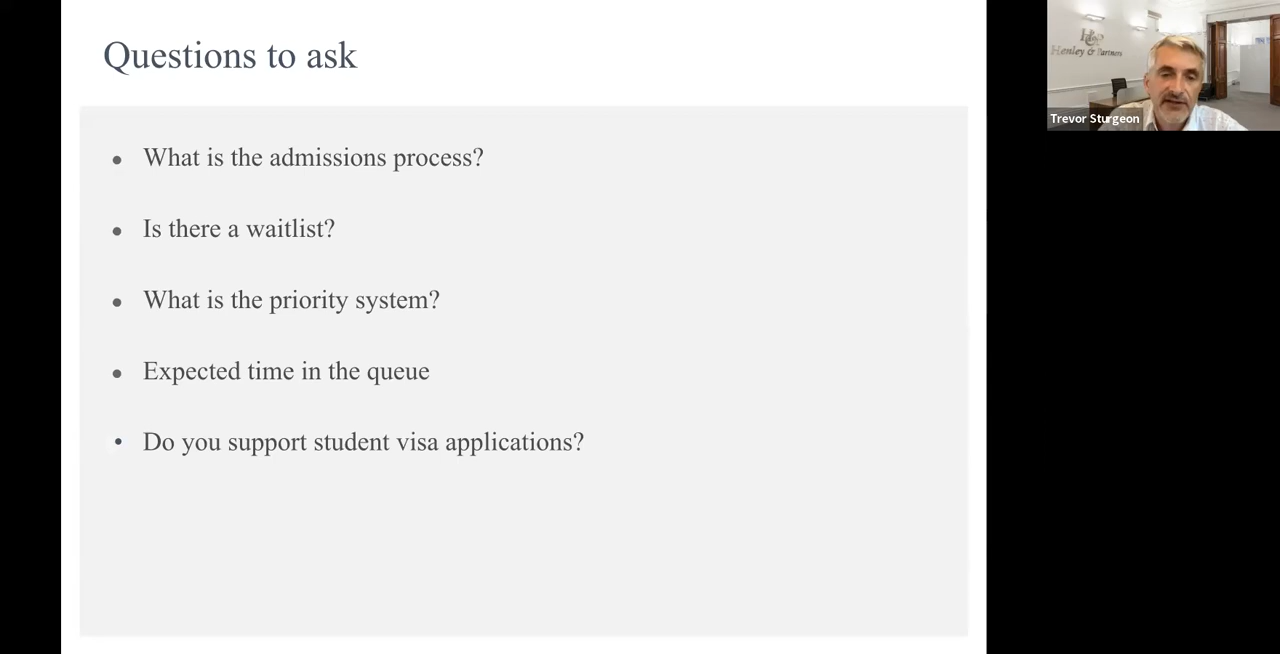 Questions to ask
• What is the admissions process?
• Is there a waitlist?
• What is the priority system?
• Expected time in the queue
• Do you support student visa applications?
H&P
Henley & Partners
Trevor Sturgeon